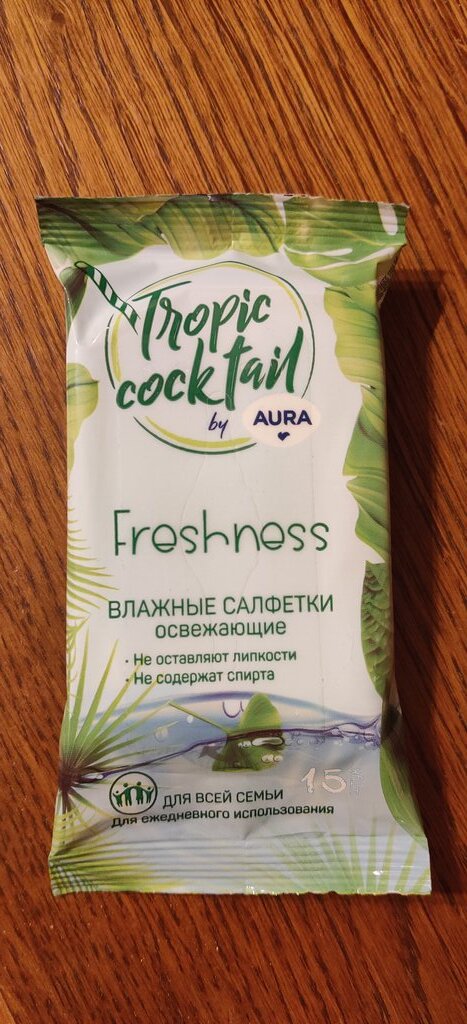 Tropic
cocktail
by AURA
Freshness
ВЛАЖНЫЕ САЛФЕТКИ
освежающие
· Не оставляют липкости
· Не содержат спирта
15
ДЛЯ ВСЕЙ СЕМЬИ
Для ежедневного использования